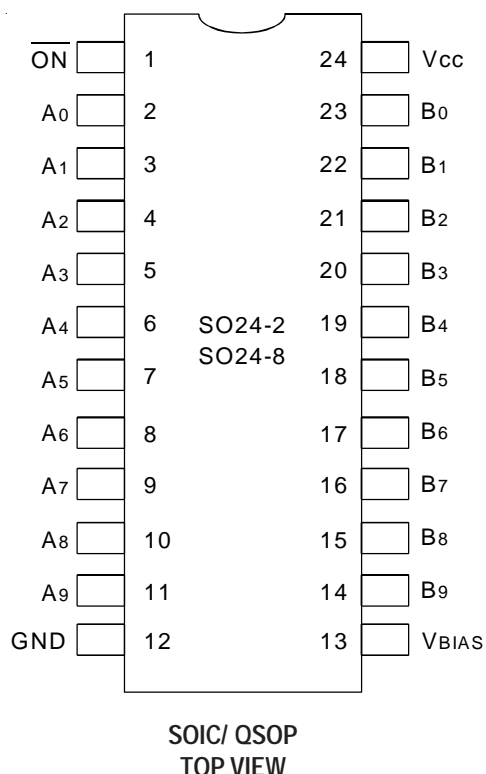 ON 1 24 Vcc
A0 2 23 B0
A1 3 22 B1
A2 4 21 B2
A3 5 20 B3
A4 6 SO24-2 19 B4
SO24-8
A5 7 18 B5
A6 8 17 B6
A7 9 16 B7
A8 10 15 B8
A9 11 14 B9
GND 12 13 VBIAS
SOIC/ QSOP
TOP VIEW